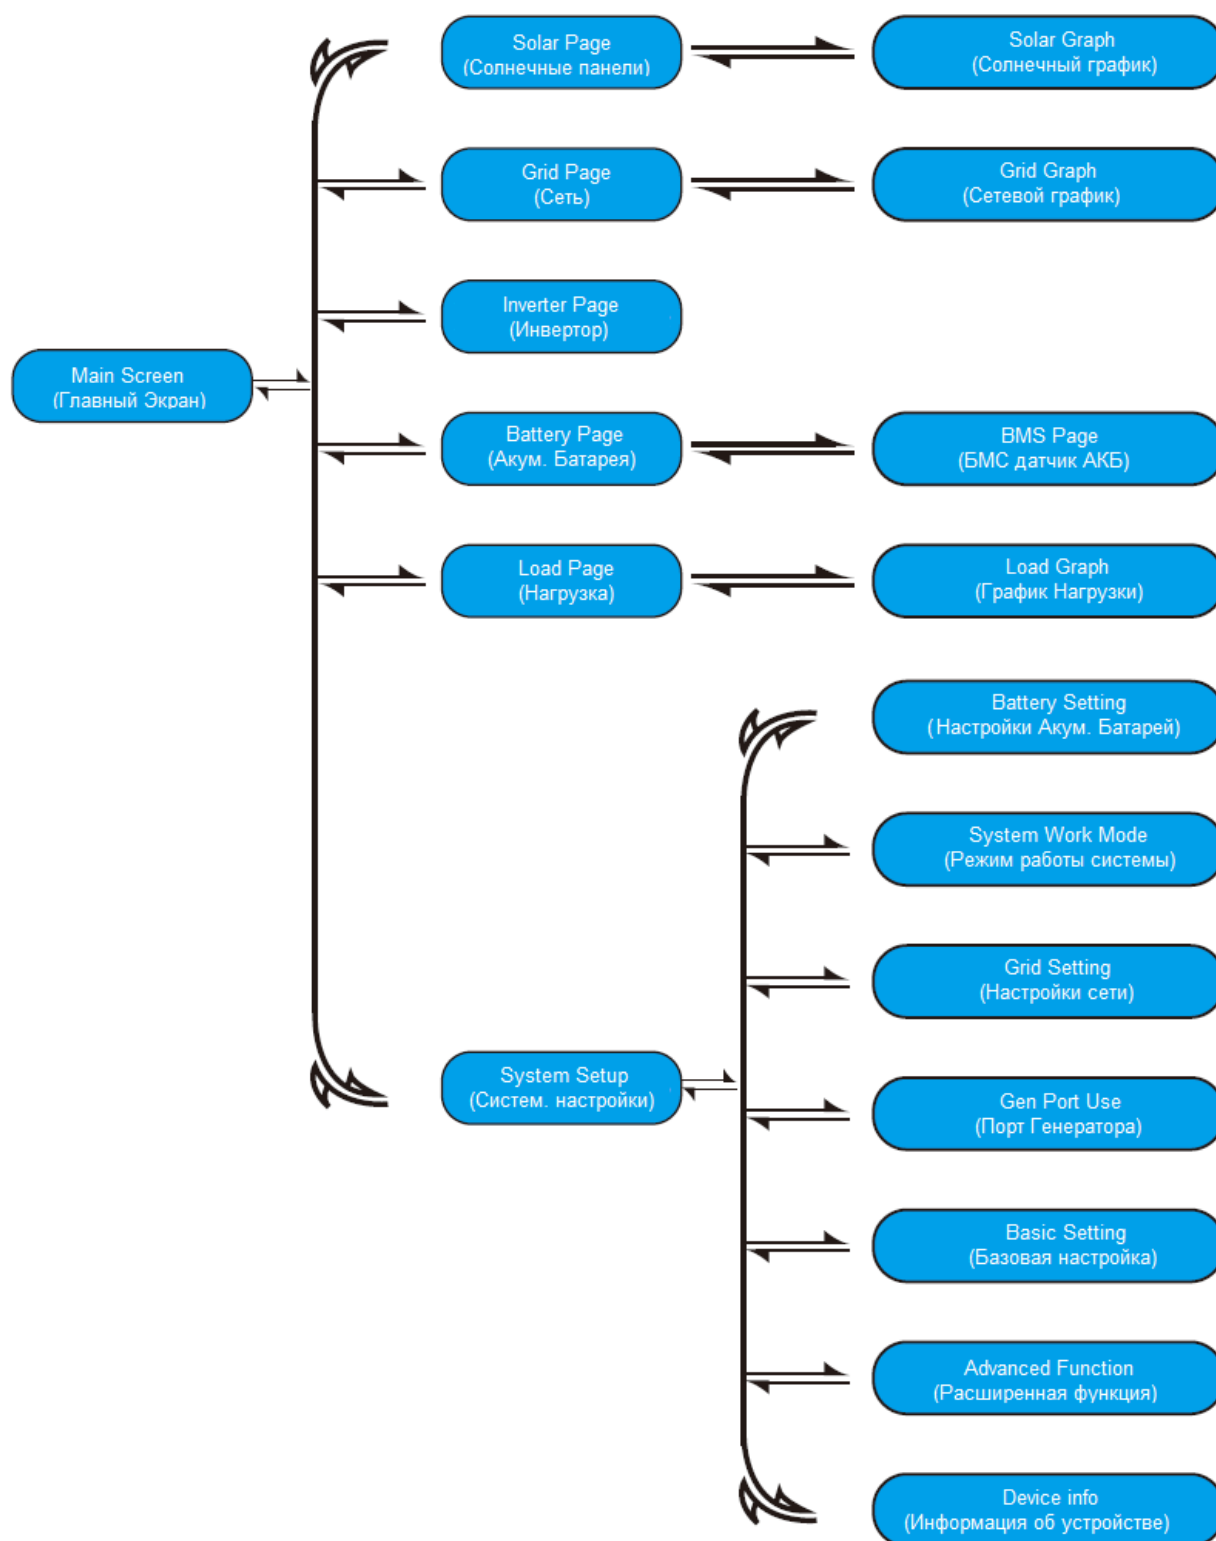 Solar Page
(Солнечные панели)
Solar Graph
(Солнечный график)
Grid Page
(Сеть)
Grid Graph
(Сетевой график)
Inverter Page
(Инвертор)
Main Screen
(Главный Экран)
Battery Page
(Акум. Батарея)
BMS Page
(БМС датчик АКБ)
Load Page
(Нагрузка)
Load Graph
(График Нагрузки)
Battery Setting
(Настройки Акум. Батарей)
System Work Mode
(Режим работы системы)
Grid Setting
(Настройки сети)
System Setup
(Систем. настройки)
Gen Port Use
(Порт Генератора)
Basic Setting
(Базовая настройка)
Advanced Function
(Расширенная функция)
Device info
(Информация об устройстве)